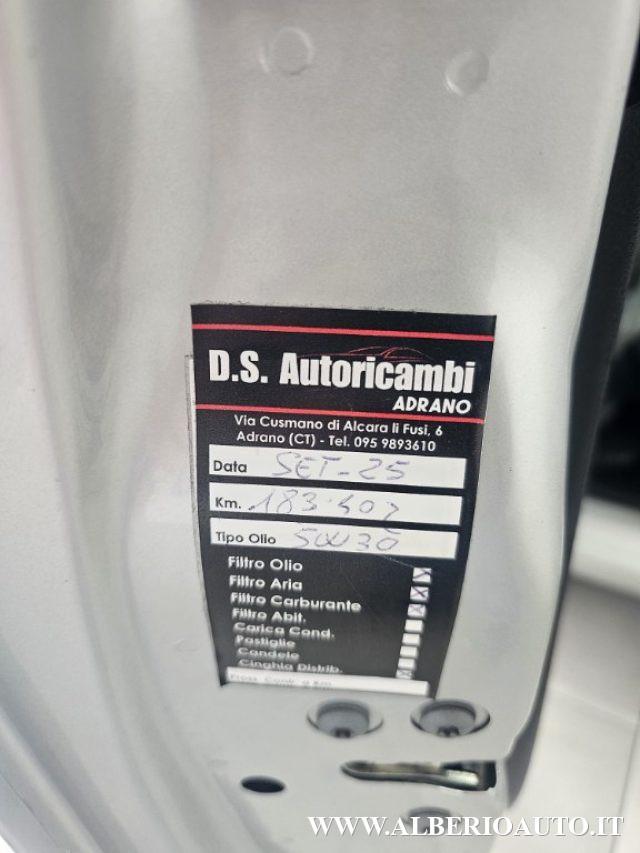 D.S. Autoricambi
ADRANO
Via Cusmano di Alcara li Fusi, 6
Adrano (CT) - Tel. 095 9893610
Data SET-25
Km.
Tipo Olio 5W30
Filtro Olio
Filtro Aria
Filtro Carburante
Filtro Abit.
Carica Cond.
Pastiglie
Candele
Cinghia Distrib.
WWW.ALBERIOAUTO.IT